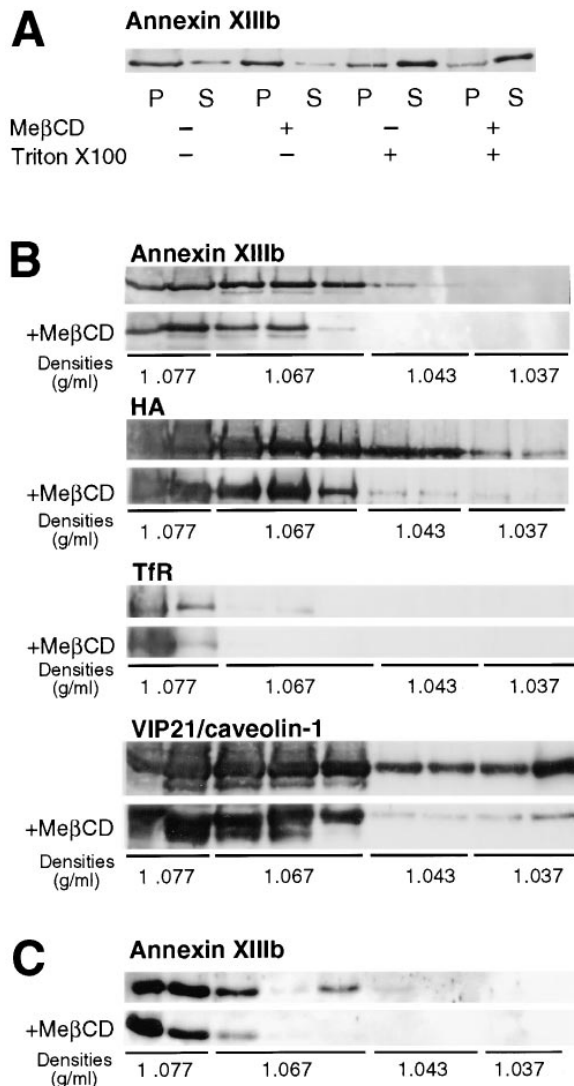 A
Annexin XIIIb
P S P S P S P S
MeβCD − + − +
Triton X100 − − + +
B
Annexin XIIIb
+MeβCD
Densities (g/ml) 1.077 1.067 1.043 1.037
HA
+MeβCD
Densities (g/ml) 1.077 1.067 1.043 1.037
TfR
+MeβCD
Densities (g/ml) 1.077 1.067 1.043 1.037
VIP21/caveolin-1
+MeβCD
Densities (g/ml) 1.077 1.067 1.043 1.037
C
Annexin XIIIb
+MeβCD
Densities (g/ml) 1.077 1.067 1.043 1.037